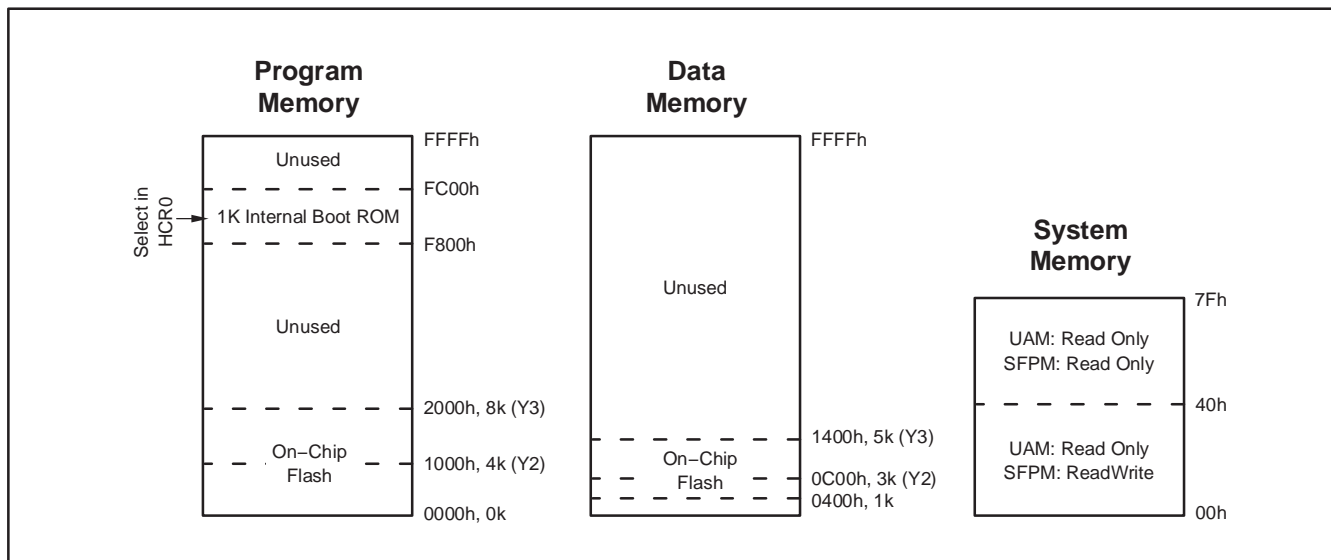 Program
Memory
FFFFh
Unused
FC00h
Select in
HCR0
1K Internal Boot ROM
F800h
Unused
2000h, 8k (Y3)
On−Chip
Flash
1000h, 4k (Y2)
0000h, 0k
Data
Memory
FFFFh
Unused
1400h, 5k (Y3)
On−Chip
Flash
0C00h, 3k (Y2)
0400h, 1k
System
Memory
7Fh
UAM: Read Only
SFPM: Read Only
40h
UAM: Read Only
SFPM: ReadWrite
00h